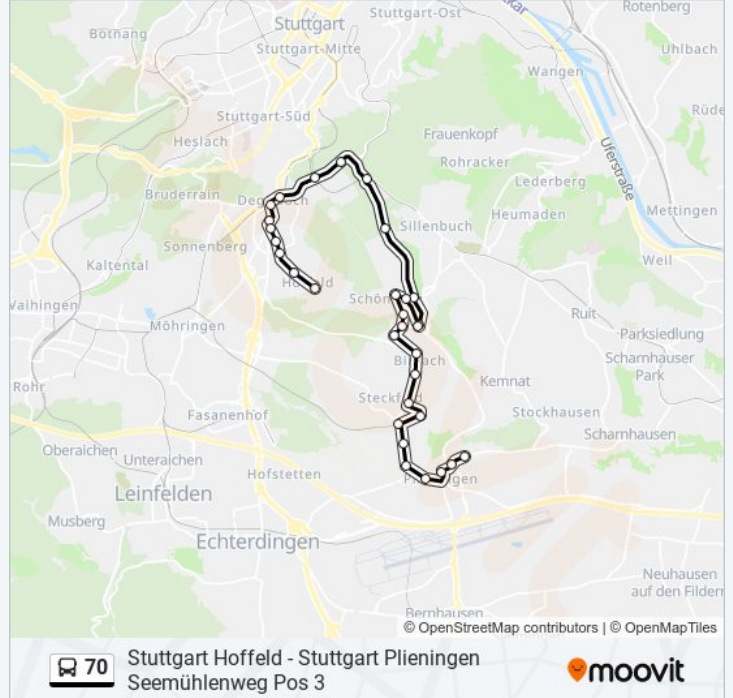 Stuttgart-Ost
Rotenberg
Botnang
Stuttgart
Stuttgart-Mitte
Uhlbach
Wangen
Stuttgart-Süd
Heslach
Frauenkopf
Rohracker
Uferstraße
Lederberg
Bruderrain
Heumaden
Mettingen
Sillenbuch
Sonnenberg
Kaltental
Weil
Vaihingen
Ruit
Möhringen
Parksiedlung
Scharnhauser
Park
Rohr
Kemnat
Fasanenhof
Stockhausen
Scharnhausen
Oberaichen
Unteraichen
Hofstetten
Leinfelden
Musberg
Echterdingen
Neuhausen
auf den Fildern
Bernhausen
© OpenStreetMap contributors | © OpenMapTiles
70
Stuttgart Hoffeld - Stuttgart Plieningen
Seemühlenweg Pos 3
moovit